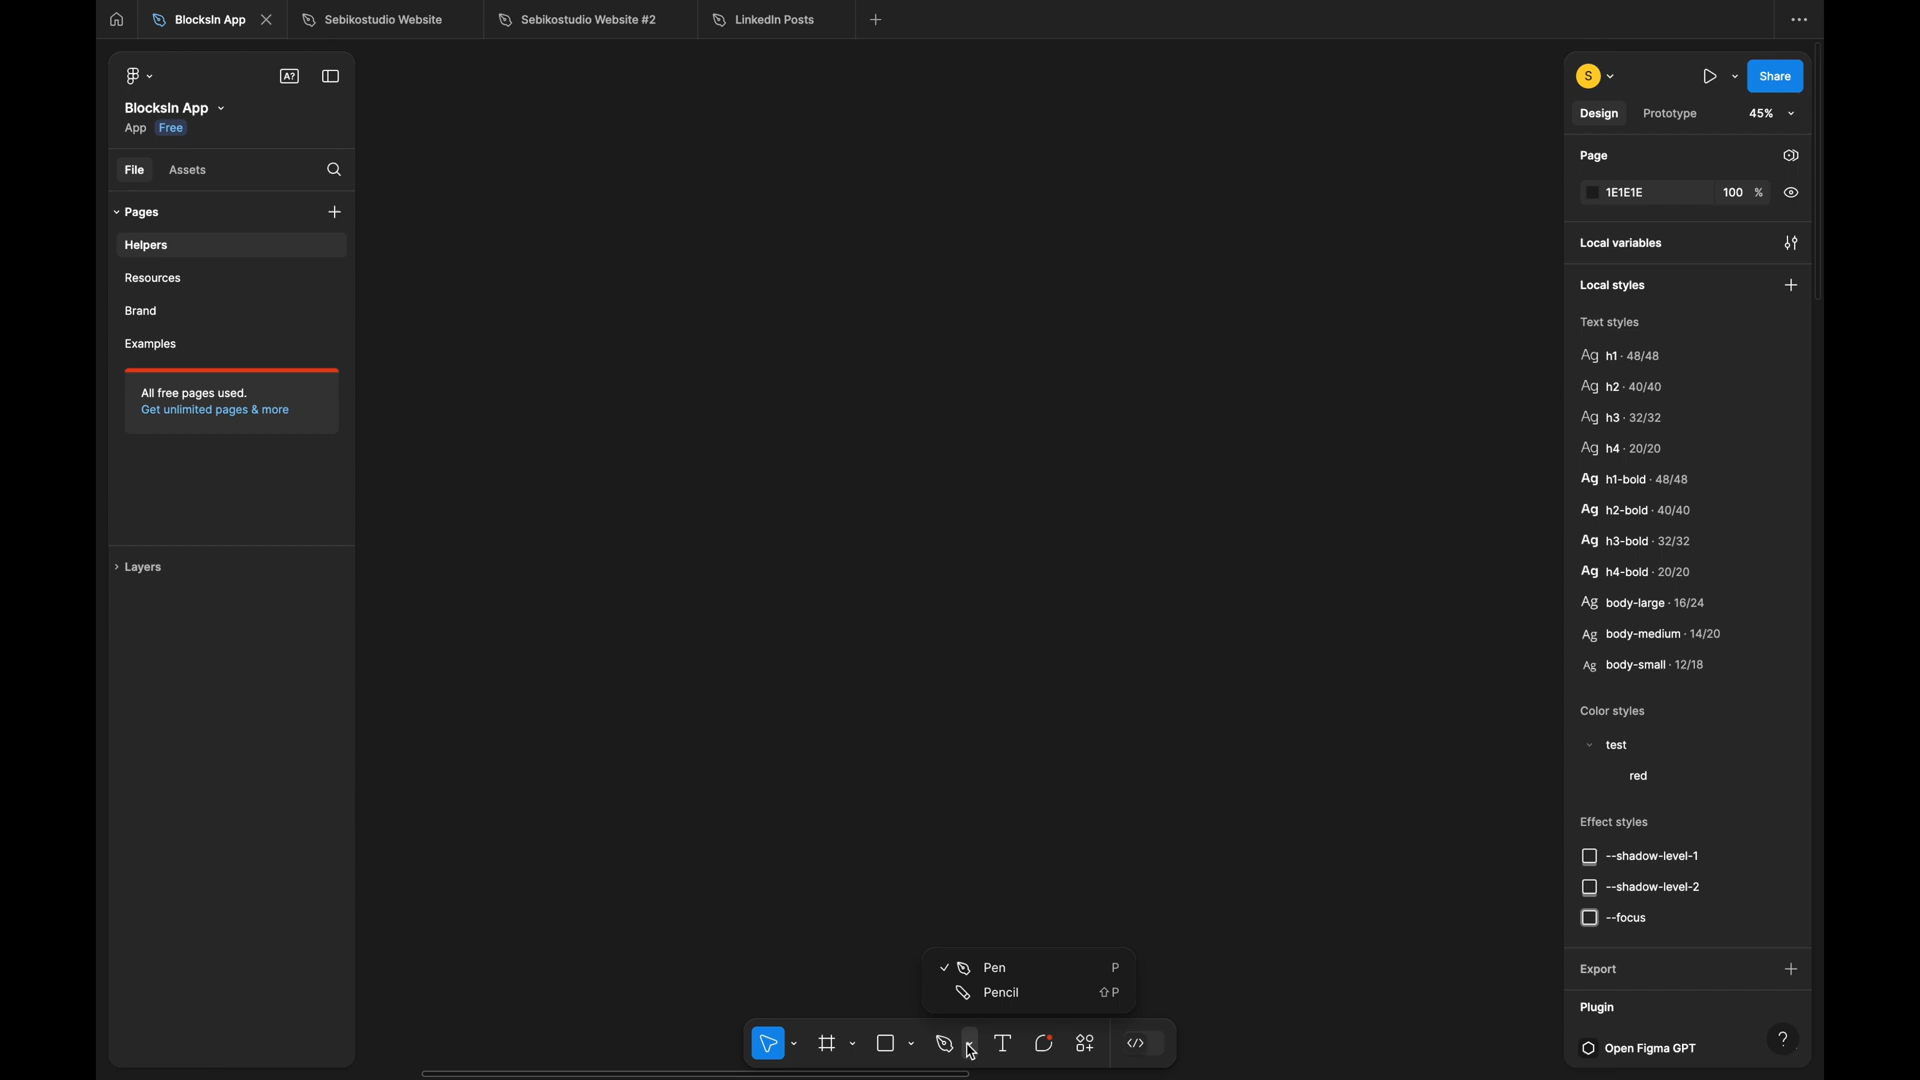 BlocksIn App
Sebikostudio Website
Sebikostudio Website #2
LinkedIn Posts
A?
BlocksIn App
App Free
File Assets
Pages
Helpers
Resources
Brand
Examples
All free pages used.
Get unlimited pages & more
Layers
Pen P
Pencil ⇧P
S
Share
Design Prototype 45%
Page
1E1E1E 100 %
Local variables
Local styles
Text styles
Ag h1 · 48/48
Ag h2 · 40/40
Ag h3 · 32/32
Ag h4 · 20/20
Ag h1-bold · 48/48
Ag h2-bold · 40/40
Ag h3-bold · 32/32
Ag h4-bold · 20/20
Ag body-large · 16/24
Ag body-medium · 14/20
Ag body-small · 12/18
Color styles
test
red
Effect styles
--shadow-level-1
--shadow-level-2
--focus
Export
Plugin
Open Figma GPT
?